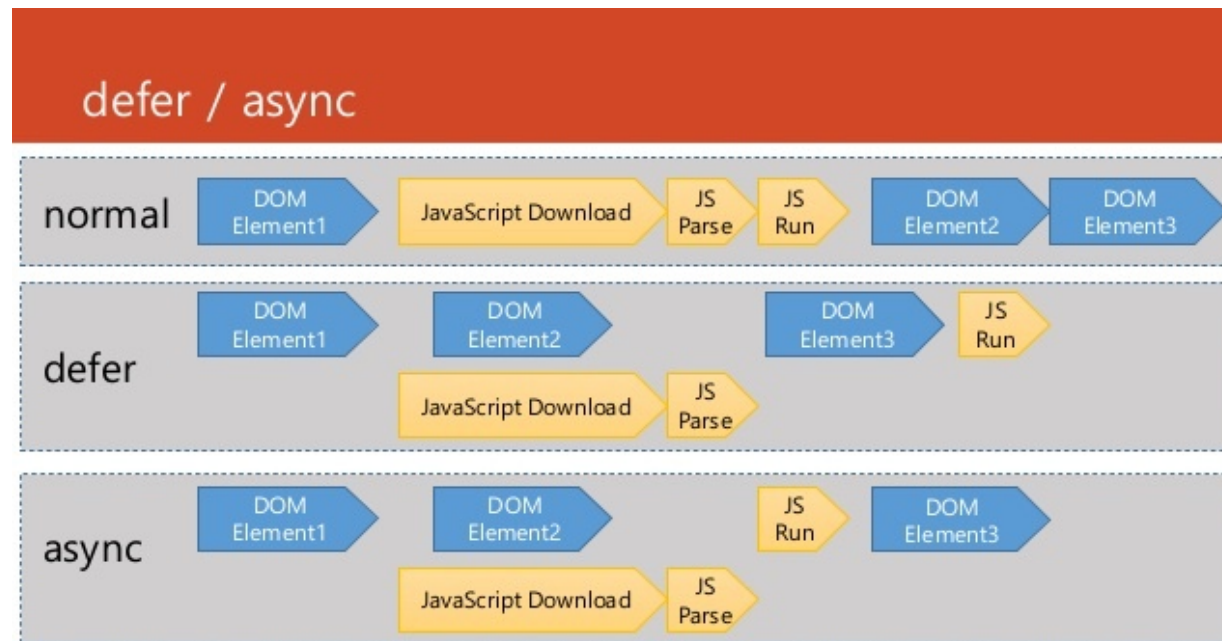 defer / async
normal
DOM
Element1
JavaScript Download
JS
Parse
JS
Run
DOM
Element2
DOM
Element3
defer
DOM
Element1
DOM
Element2
DOM
Element3
JS
Run
JavaScript Download
JS
Parse
async
DOM
Element1
DOM
Element2
JS
Run
DOM
Element3
JavaScript Download
JS
Parse